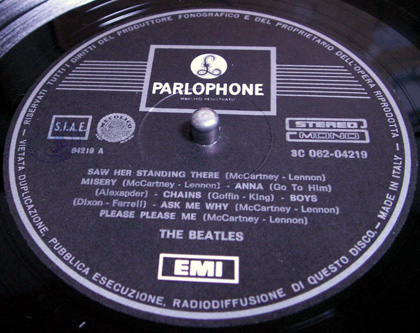 RISERVATI TUTTI I DIRITTI DEL PRODUTTORE FONOGRAFICO E DEL PROPRIETARIO DELL'OPERA RIPRODOTTA
£
PARLOPHONE
S.I.A.E.
94219 A
STEREO
MONO
3C 062-04219
SAW HER STANDING THERE (McCartney - Lennon)
MISERY (McCartney - Lennon) - ANNA (Go To Him)
(Alexander) - CHAINS (Goffin - King) - BOYS
(Dixon - Farrell) - ASK ME WHY (McCartney - Lennon)
PLEASE PLEASE ME (McCartney - Lennon)
THE BEATLES
EMI
VIETATA DUPLICAZIONE, PUBBLICA ESECUZIONE, RADIODIFFUSIONE DI QUESTO DISCO.- MADE IN ITALY -